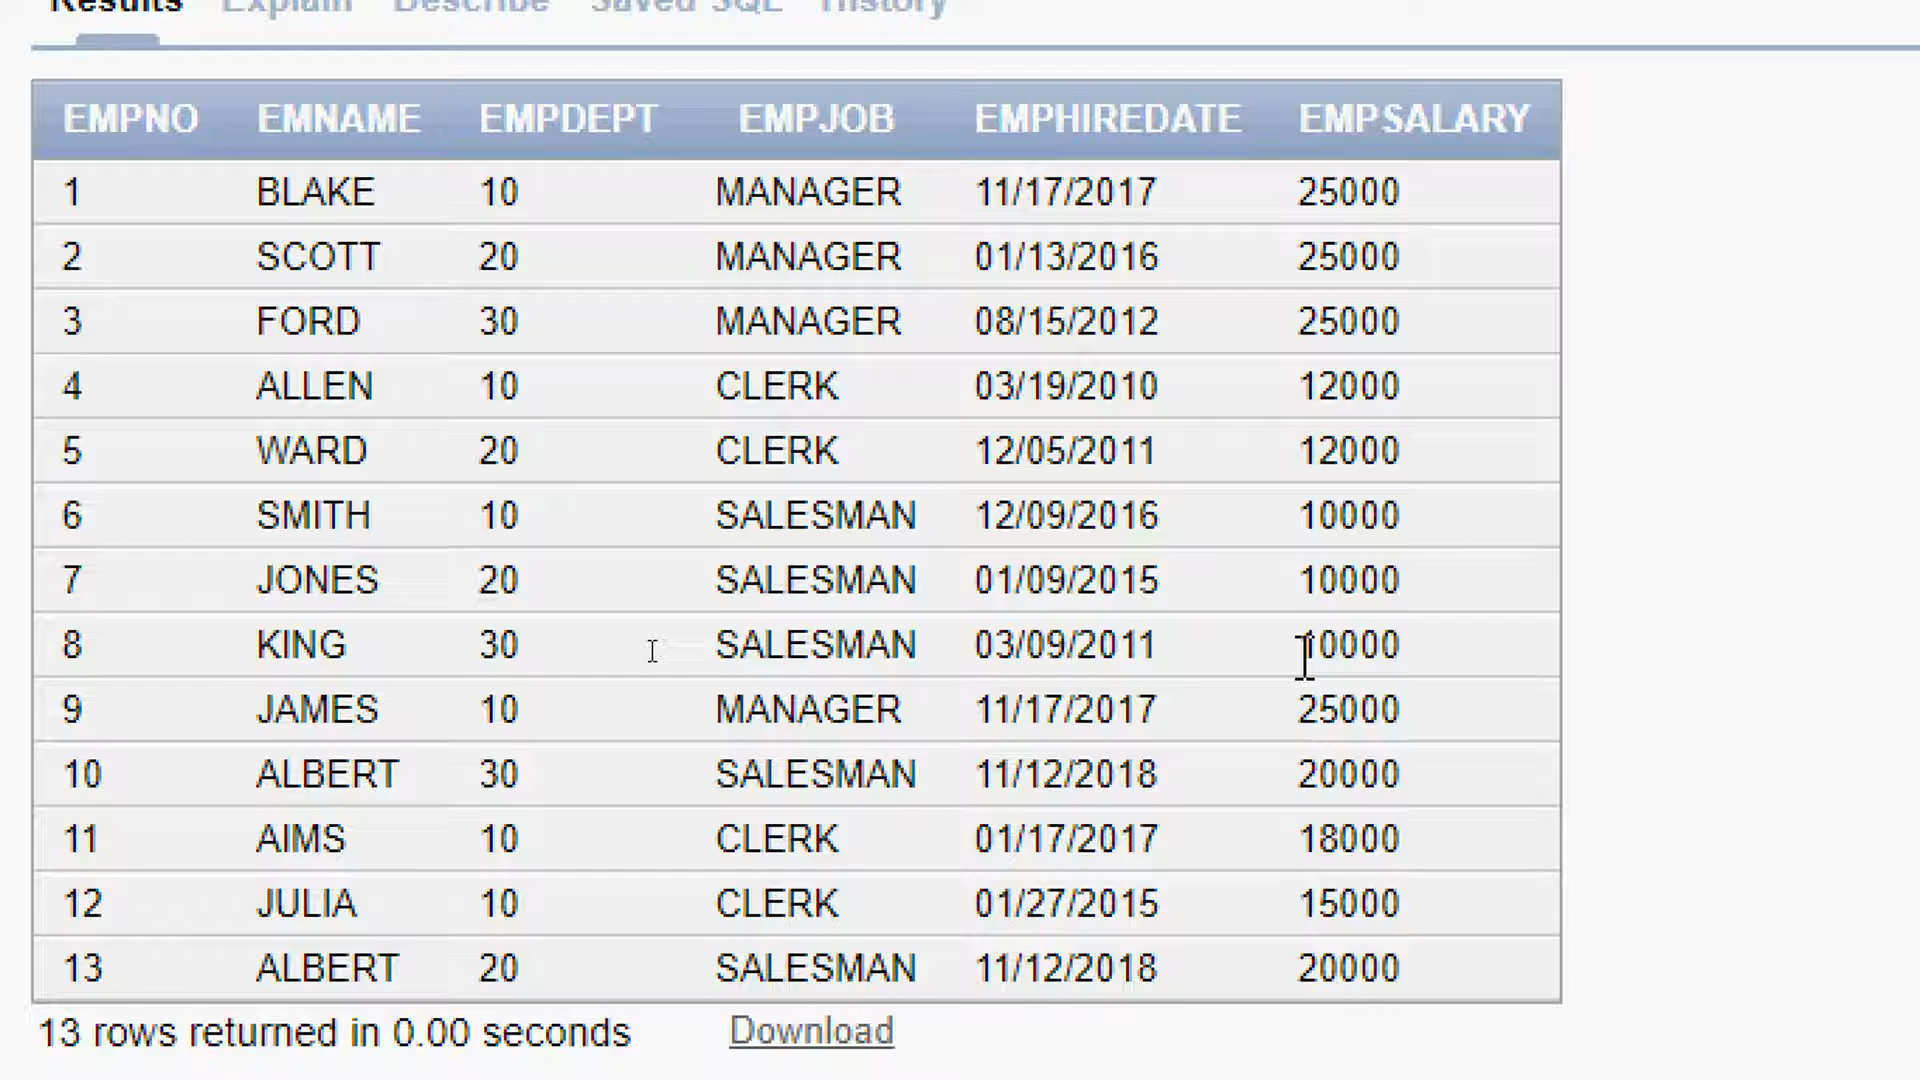 Results Explain Describe Saved SQL History
EMPNO EMNAME EMPDEPT EMPJOB EMPHIREDATE EMPSALARY
1 BLAKE 10 MANAGER 11/17/2017 25000
2 SCOTT 20 MANAGER 01/13/2016 25000
3 FORD 30 MANAGER 08/15/2012 25000
4 ALLEN 10 CLERK 03/19/2010 12000
5 WARD 20 CLERK 12/05/2011 12000
6 SMITH 10 SALESMAN 12/09/2016 10000
7 JONES 20 SALESMAN 01/09/2015 10000
8 KING 30 SALESMAN 03/09/2011 10000
9 JAMES 10 MANAGER 11/17/2017 25000
10 ALBERT 30 SALESMAN 11/12/2018 20000
11 AIMS 10 CLERK 01/17/2017 18000
12 JULIA 10 CLERK 01/27/2015 15000
13 ALBERT 20 SALESMAN 11/12/2018 20000
13 rows returned in 0.00 seconds Download